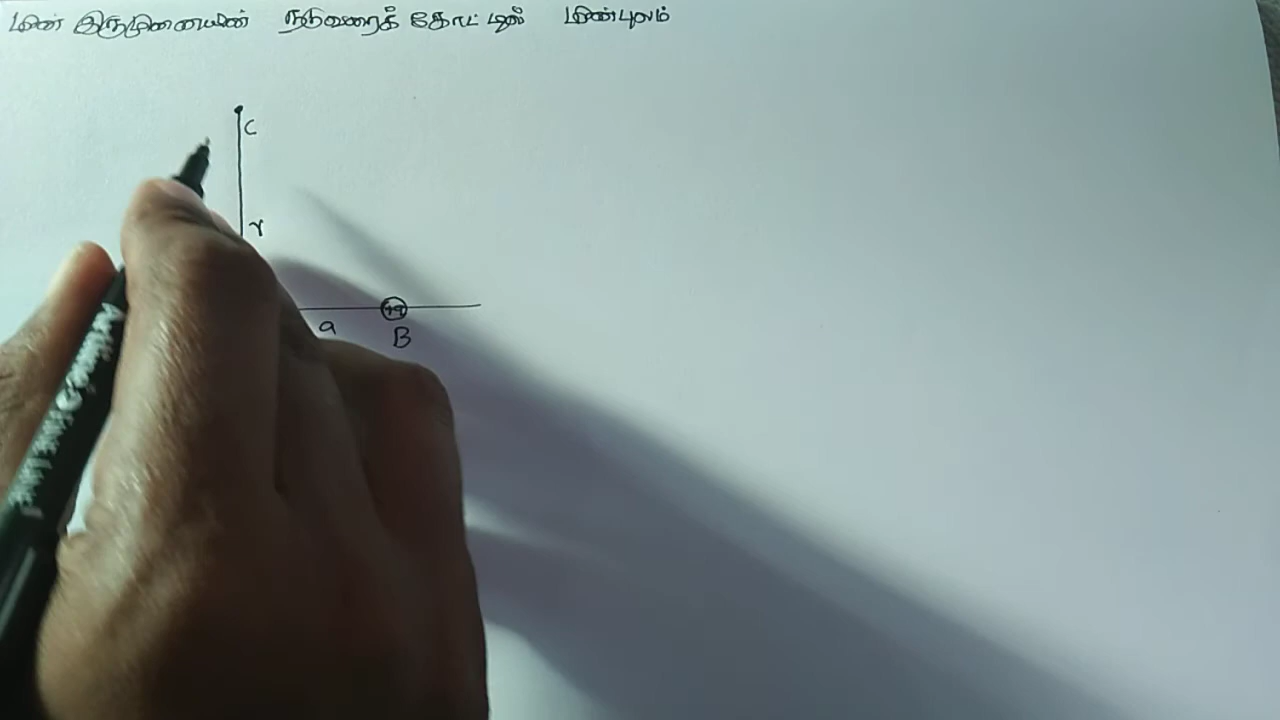 மின் இருமுனையின் நடுவரைக் கோட்டில் மின்புலம்
C
r
+q
a
B